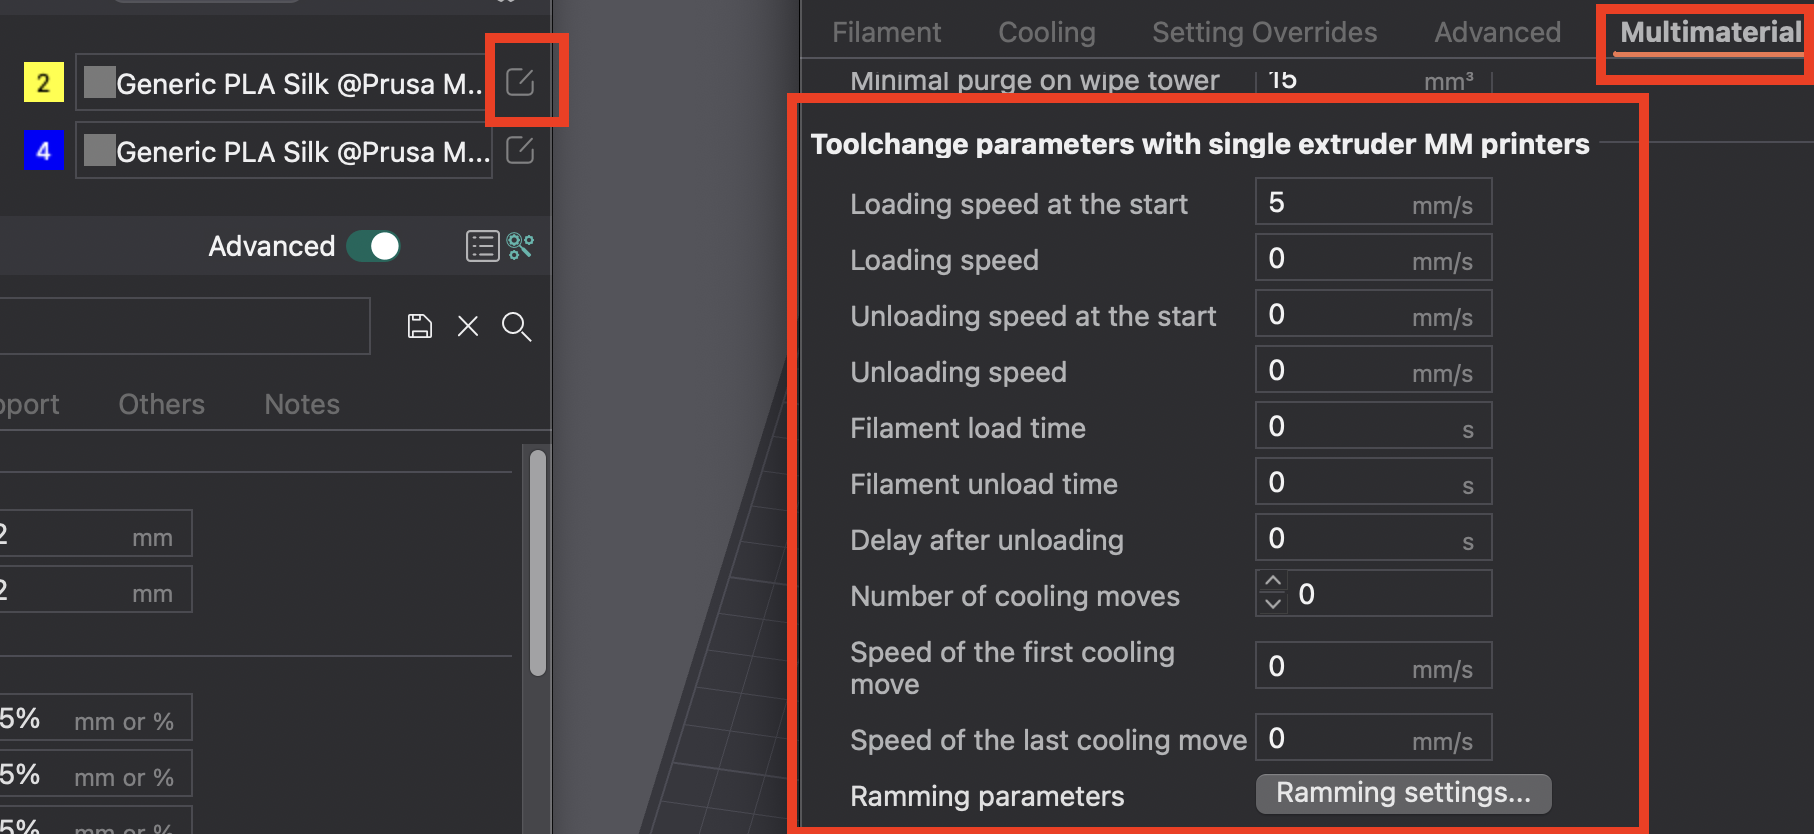 2
Generic PLA Silk @Prusa M...
4
Generic PLA Silk @Prusa M...
Advanced
pport
Others
Notes
2 mm
2 mm
5% mm or %
5% mm or %
5% mm or %
Filament
Cooling
Setting Overrides
Advanced
Multimaterial
Minimal purge on wipe tower 15 mm³
Toolchange parameters with single extruder MM printers
Loading speed at the start 5 mm/s
Loading speed 0 mm/s
Unloading speed at the start 0 mm/s
Unloading speed 0 mm/s
Filament load time 0 s
Filament unload time 0 s
Delay after unloading 0 s
Number of cooling moves 0
Speed of the first cooling
move 0 mm/s
Speed of the last cooling move 0 mm/s
Ramming parameters Ramming settings...